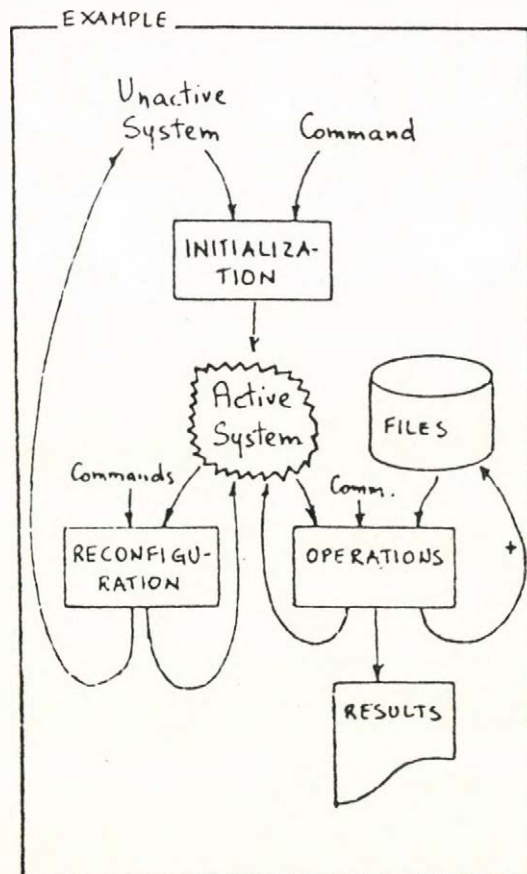 EXAMPLE
Unactive
System
Command
INITIALIZA-
TION
Active
System
FILES
Commands
Comm.
RECONFIGU-
RATION
OPERATIONS
+
RESULTS